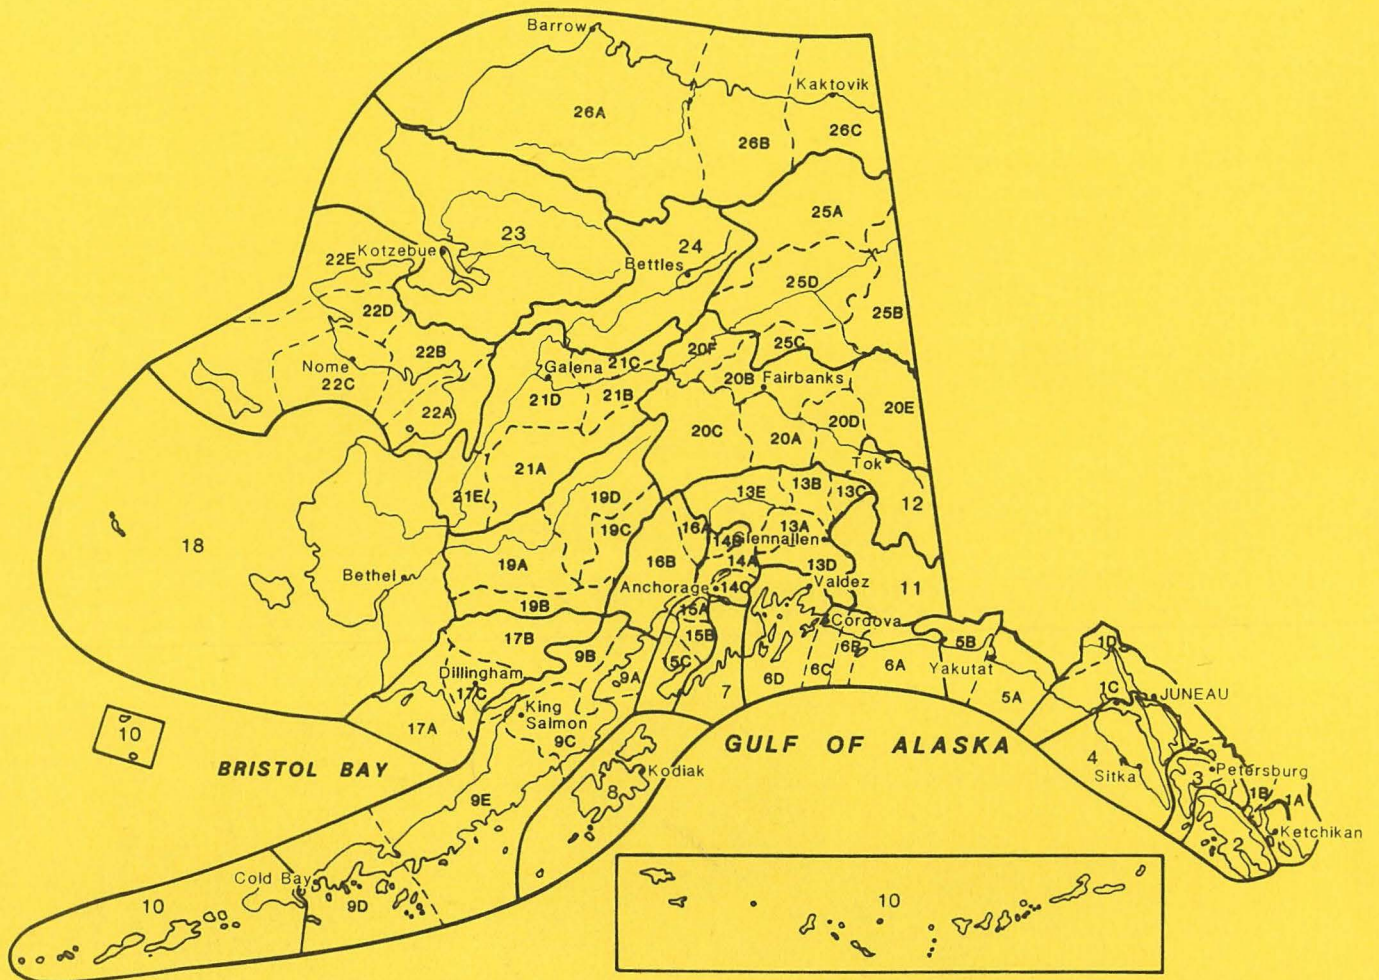 Barrow
Kaktovik
26A
26B
26C
25A
23
24
Kotzebue
22E
Bettles
25D
22D
25B
22B
20F
25C
Nome
22C
Galena
21C
20B
Fairbanks
21D
21B
22A
20E
20D
20C
20A
21A
Tok
21E
19D
13E
13B
13C
12
19C
16A
13A
14B
Glennallen
18
16B
14A
13D
Bethel
19A
Anchorage
14C
Valdez
11
19B
15A
Cordova
17B
15B
5B
1D
9B
6B
15C
6A
Yakutat
Dillingham
17C
9A
6D
6C
1C
JUNEAU
7
5A
King
Salmon
17A
9C
10
GULF OF ALASKA
BRISTOL BAY
4
Sitka
Petersburg
Kodiak
3
8
9E
1B
1A
Ketchikan
2
Cold Bay
10
9D
10